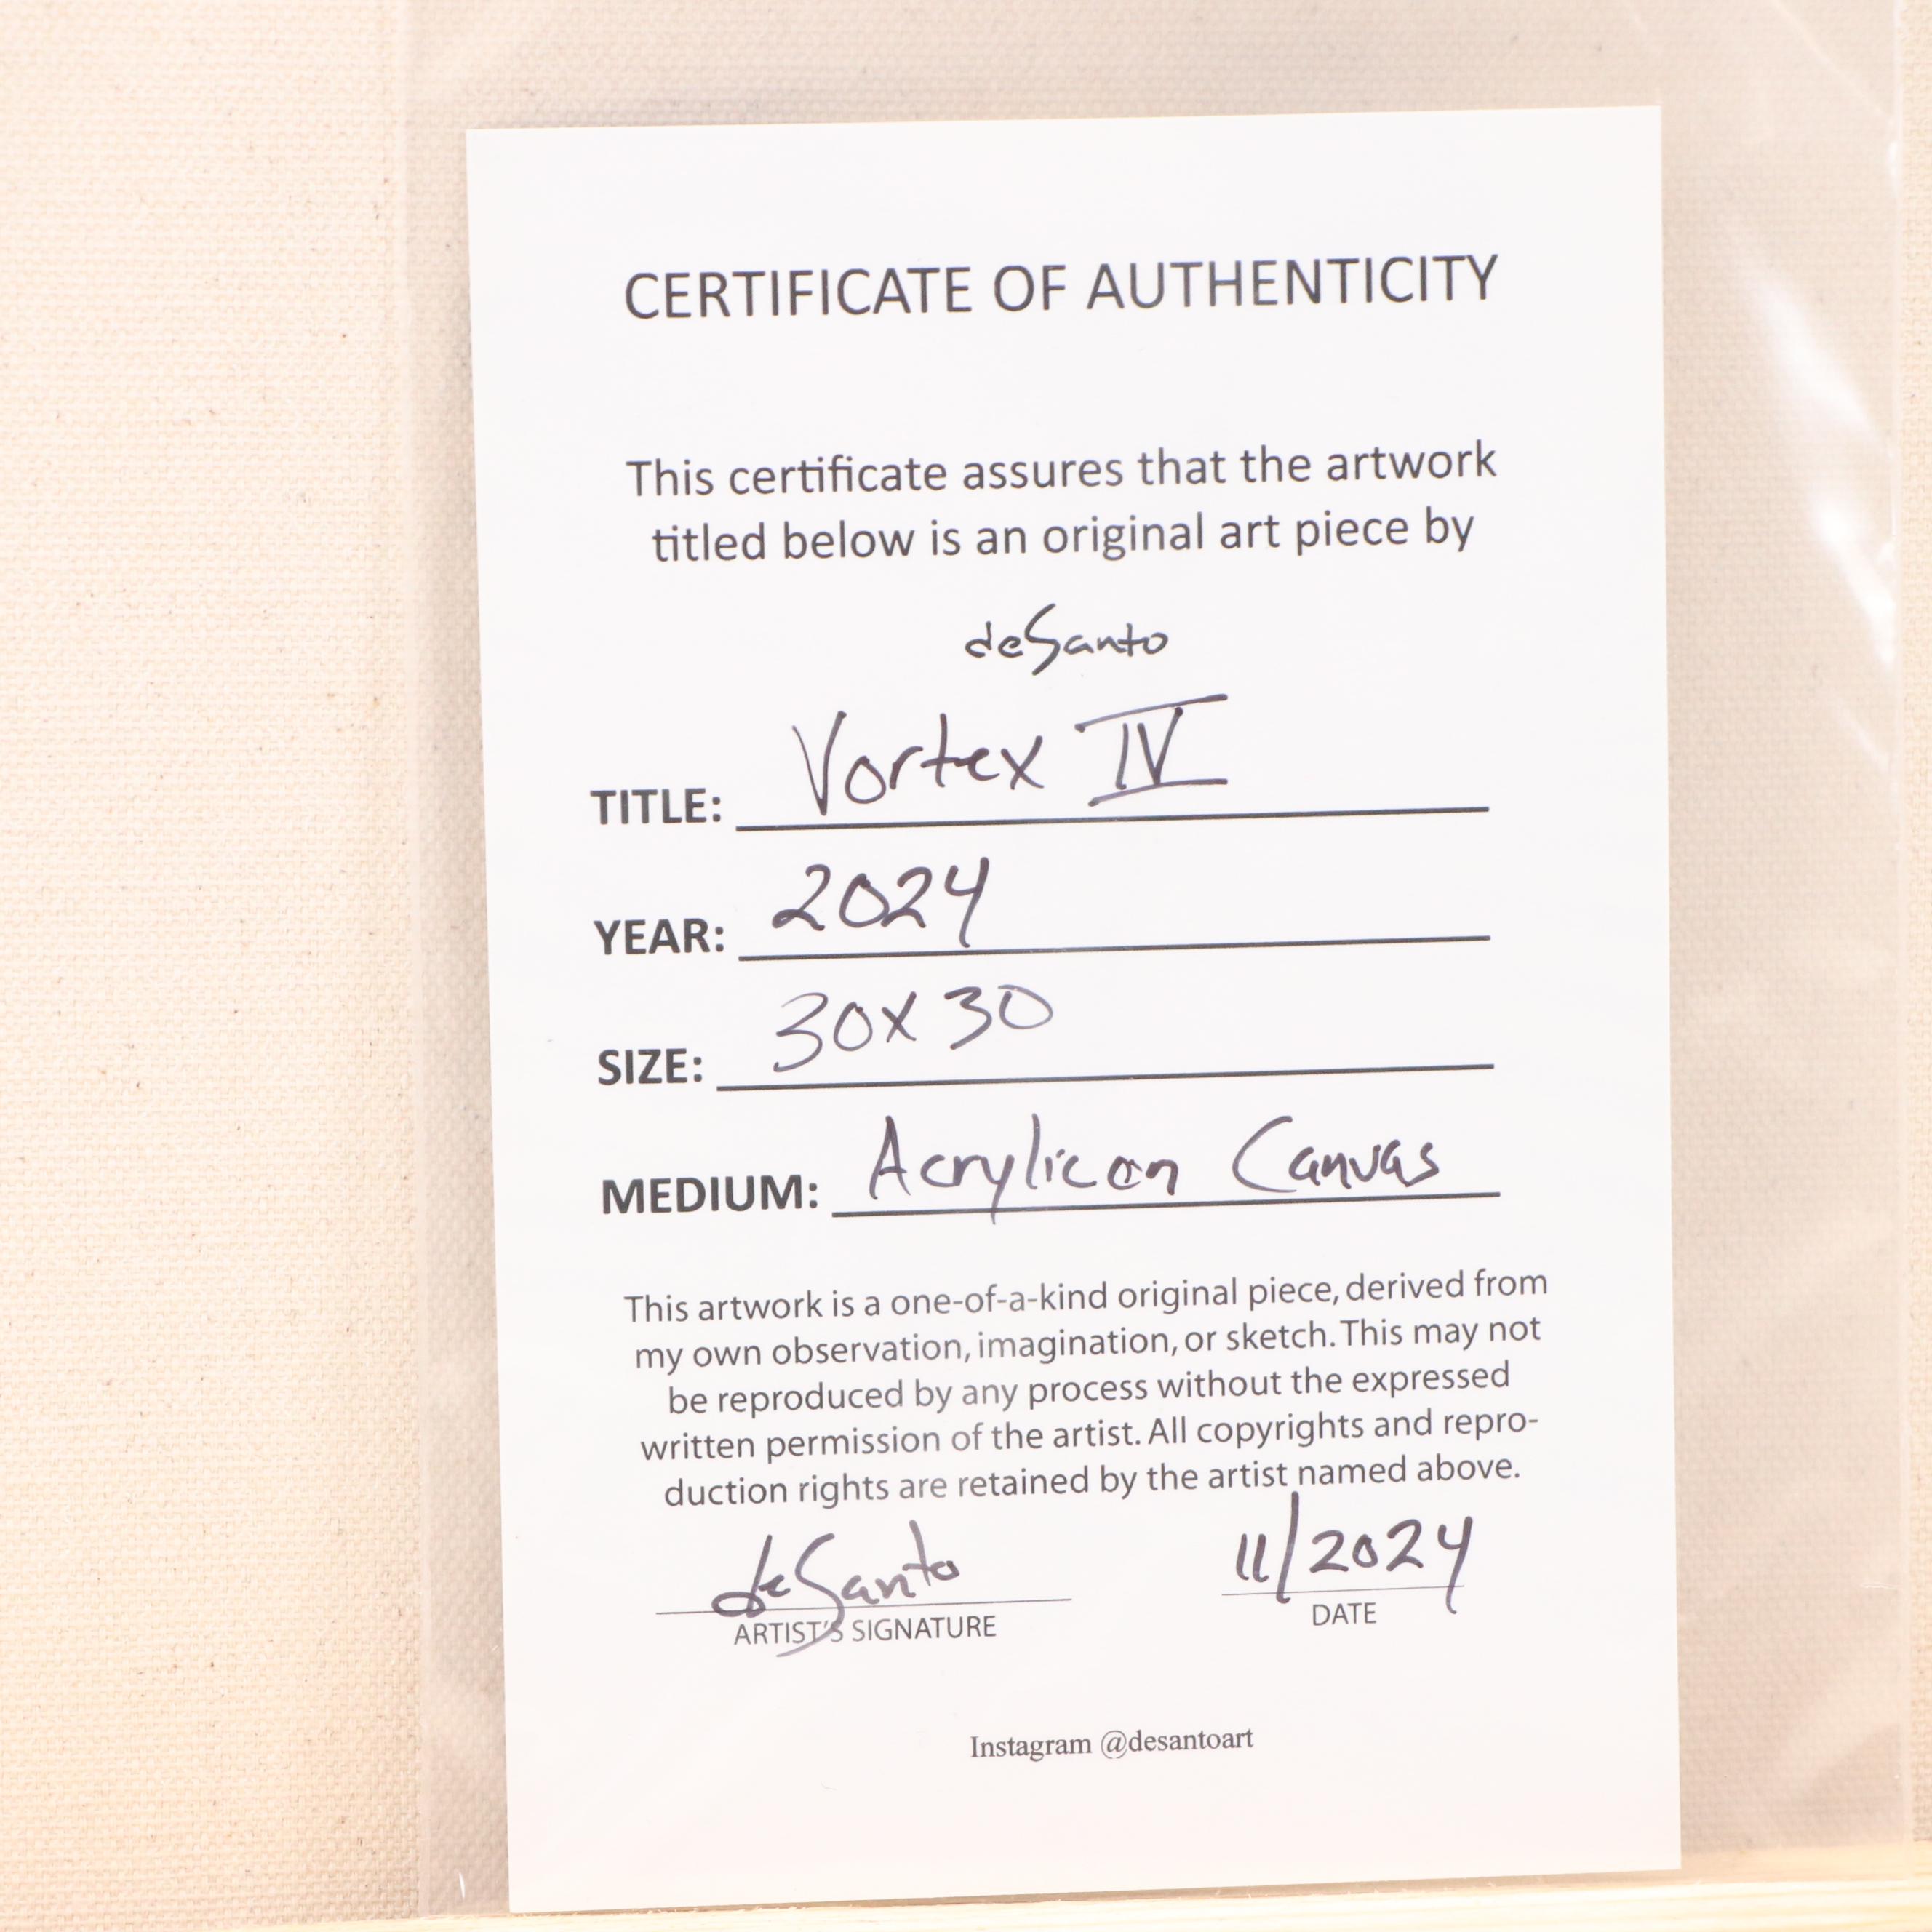 CERTIFICATE OF AUTHENTICITY
This certificate assures that the artwork
titled below is an original art piece by
deSanto
TITLE: Vortex IV
YEAR: 2024
SIZE: 30x30
MEDIUM: Acrylic on Canvas
This artwork is a one-of-a-kind original piece, derived from
my own observation, imagination, or sketch. This may not
be reproduced by any process without the expressed
written permission of the artist. All copyrights and repro-
duction rights are retained by the artist named above.
deSanto 11/2024
ARTIST'S SIGNATURE DATE
Instagram @desantoart